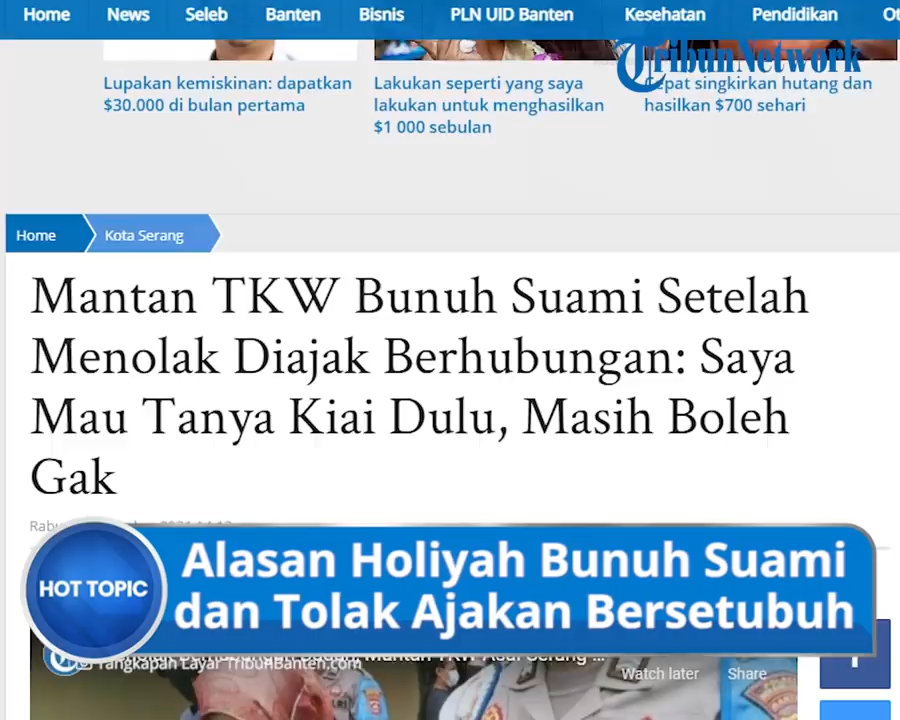 Home News Seleb Banten Bisnis PLN UID Banten Kesehatan Pendidikan
TribunNetwork
Lupakan kemiskinan: dapatkan
$30.000 di bulan pertama
Lakukan seperti yang saya
lakukan untuk menghasilkan
$1 000 sebulan
singkirkan hutang dan
hasilkan $700 sehari
Home Kota Serang
Mantan TKW Bunuh Suami Setelah
Menolak Diajak Berhubungan: Saya
Mau Tanya Kiai Dulu, Masih Boleh
Gak
HOT TOPIC
Alasan Holiyah Bunuh Suami
dan Tolak Ajakan Bersetubuh
Tangkapan Layar TribunBanten.com
Watch later Share